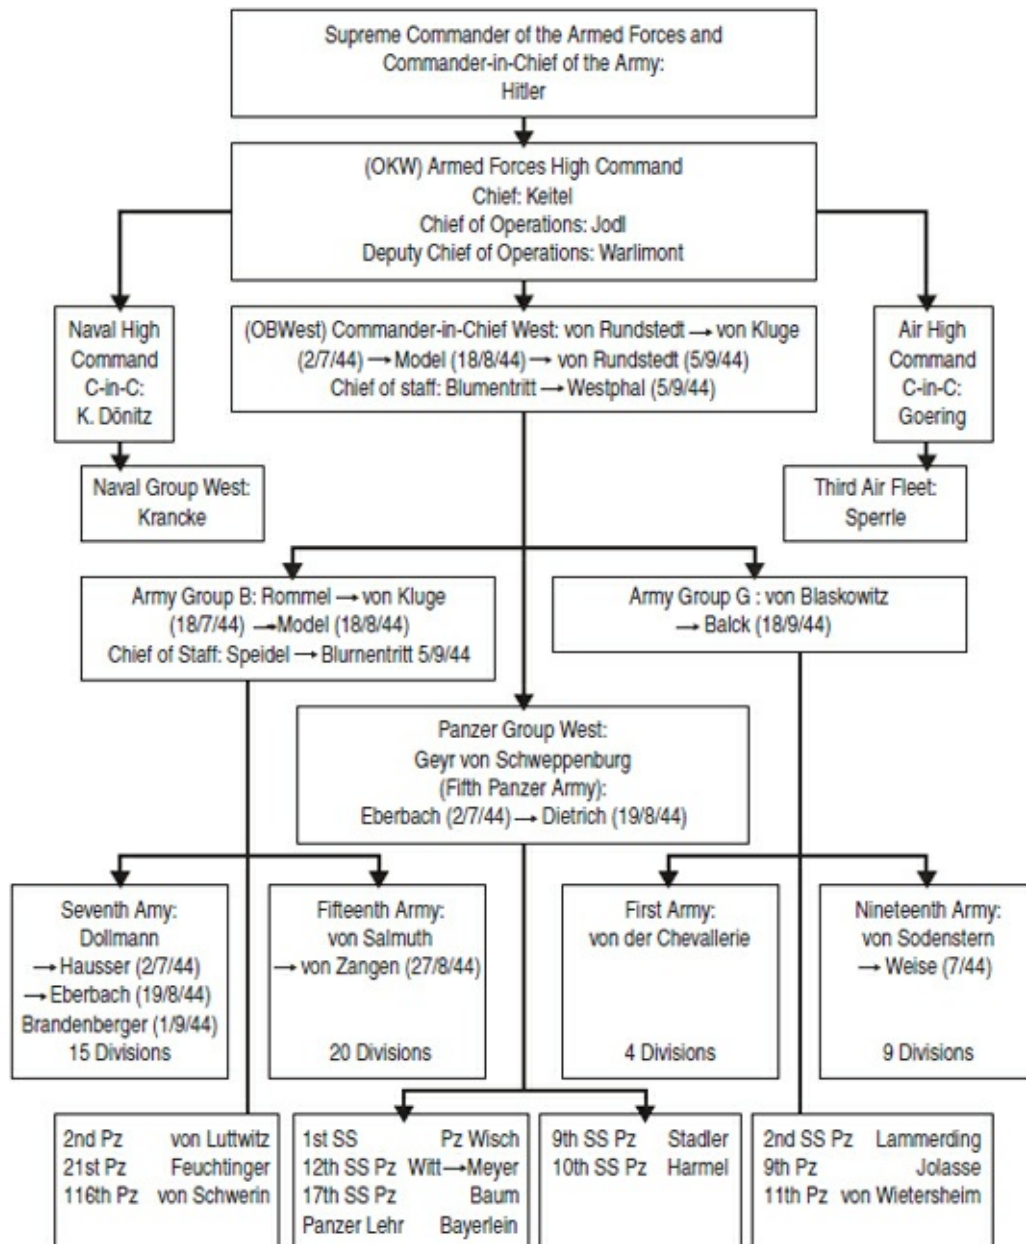 Supreme Commander of the Armed Forces and
Commander-in-Chief of the Army:
Hitler
(OKW) Armed Forces High Command
Chief: Keitel
Chief of Operations: Jodl
Deputy Chief of Operations: Warlimont
Naval High
Command
C-in-C:
K. Dönitz
(OBWest) Commander-in-Chief West: von Rundstedt → von Kluge
(2/7/44) → Model (18/8/44) → von Rundstedt (5/9/44)
Chief of staff: Blumentritt → Westphal (5/9/44)
Air High
Command
C-in-C:
Goering
Naval Group West:
Krancke
Third Air Fleet:
Sperrle
Army Group B: Rommel → von Kluge
(18/7/44) → Model (18/8/44)
Chief of Staff: Speidel → Blurnentritt 5/9/44
Army Group G : von Blaskowitz
→ Balck (18/9/44)
Panzer Group West:
Geyr von Schweppenburg
(Fifth Panzer Army):
Eberbach (2/7/44) → Dietrich (19/8/44)
Seventh Amy:
Dollmann
→ Hausser (2/7/44)
→ Eberbach (19/8/44)
Brandenberger (1/9/44)
15 Divisions
Fifteenth Army:
von Salmuth
→ von Zangen (27/8/44)
20 Divisions
First Army:
von der Chevallerie
4 Divisions
Nineteenth Army:
von Sodenstern
→ Weise (7/44)
9 Divisions
2nd Pz von Luttwitz
21st Pz Feuchtinger
116th Pz von Schwerin
1st SS Pz Wisch
12th SS Pz Witt → Meyer
17th SS Pz Baum
Panzer Lehr Bayerlein
9th SS Pz Stadler
10th SS Pz Harmel
2nd SS Pz Lammerding
9th Pz Jolasse
11th Pz von Wietersheim